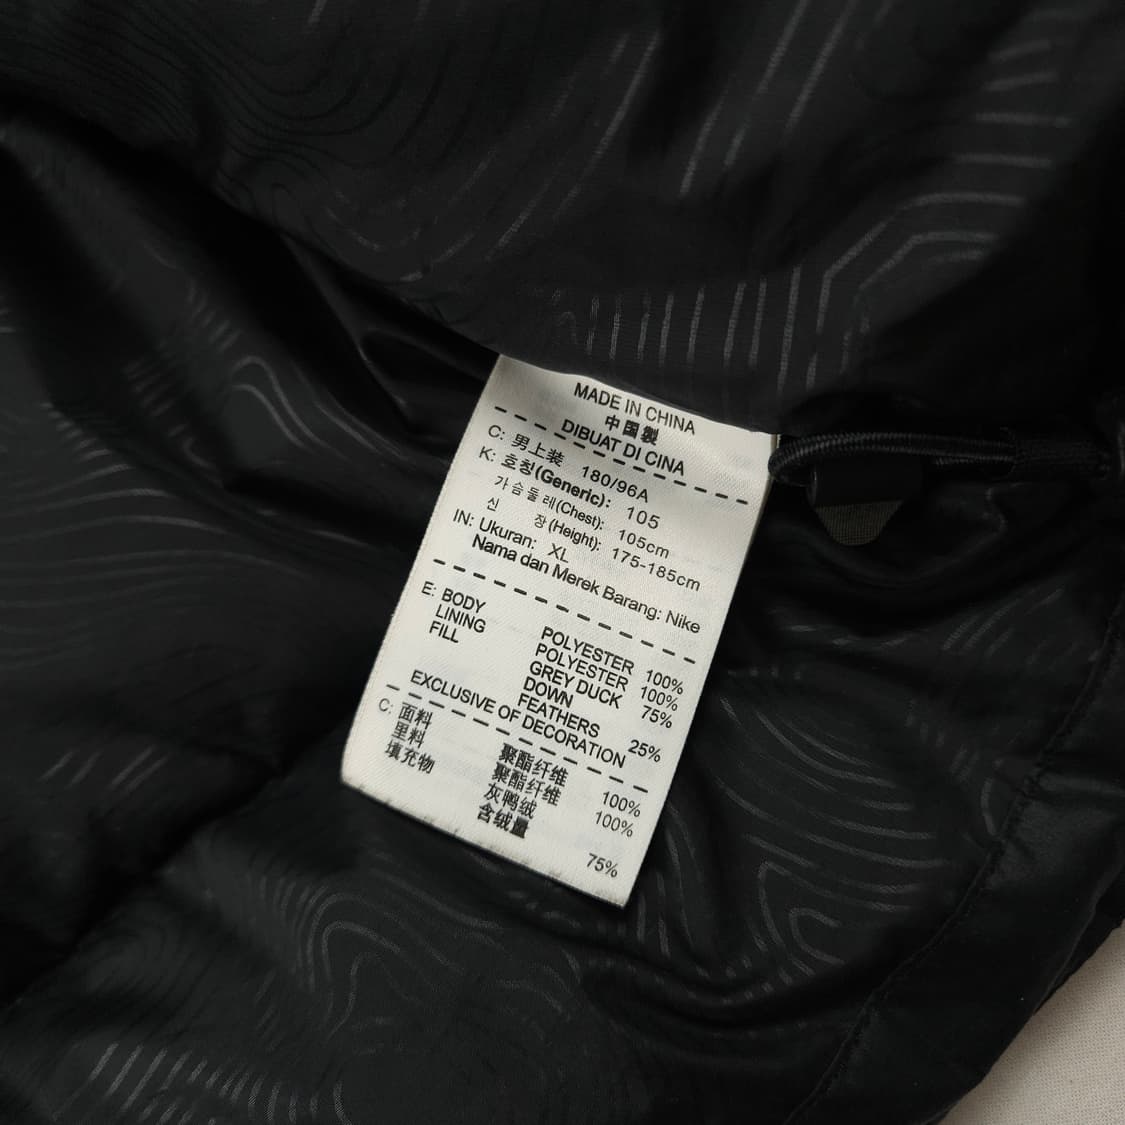 MADE IN CHINA
中国製
DIBUAT DI CINA
C: 男上装 180/96A
K: 호칭(Generic): 105
가슴둘레(Chest): 105cm
신 장(Height): 175-185cm
IN: Ukuran: XL
Nama dan Merek Barang: Nike
E: BODY POLYESTER 100%
LINING POLYESTER 100%
FILL GREY DUCK 75%
DOWN
FEATHERS 25%
EXCLUSIVE OF DECORATION
C: 面料 聚酯纤维 100%
里料 聚酯纤维 100%
填充物 灰鸭绒
含绒量 75%